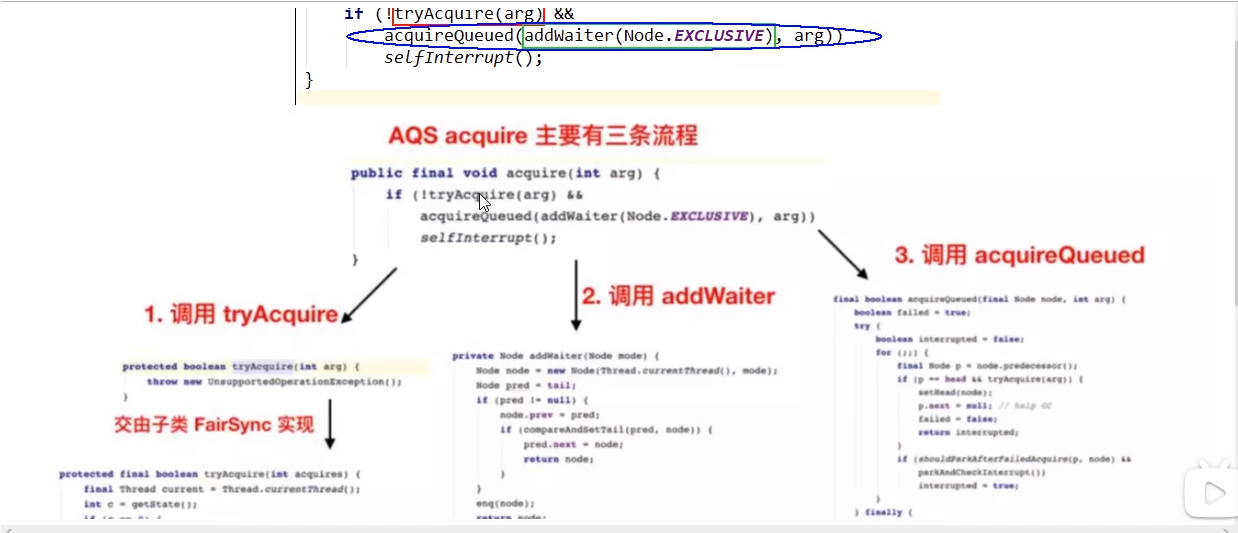 if (!tryAcquire(arg) &&
acquireQueued(addWaiter(Node.EXCLUSIVE), arg))
selfInterrupt();
}
AQS acquire 主要有三条流程
public final void acquire(int arg) {
if (!tryAcquire(arg) &&
acquireQueued(addWaiter(Node.EXCLUSIVE), arg))
selfInterrupt();
}
1. 调用 tryAcquire
protected boolean tryAcquire(int arg) {
throw new UnsupportedOperationException();
}
交由子类 FairSync 实现
protected final boolean tryAcquire(int acquires) {
final Thread current = Thread.currentThread();
int c = getState();
2. 调用 addWaiter
private Node addWaiter(Node mode) {
Node node = new Node(Thread.currentThread(), mode);
Node pred = tail;
if (pred != null) {
node.prev = pred;
if (compareAndSetTail(pred, node)) {
pred.next = node;
return node;
}
}
enq(node);
return node;
3. 调用 acquireQueued
final boolean acquireQueued(final Node node, int arg) {
boolean failed = true;
try {
boolean interrupted = false;
for (;;) {
final Node p = node.predecessor();
if (p == head && tryAcquire(arg)) {
setHead(node);
p.next = null; // help GC
failed = false;
return interrupted;
}
if (shouldParkAfterFailedAcquire(p, node) &&
parkAndCheckInterrupt())
interrupted = true;
}
} finally {